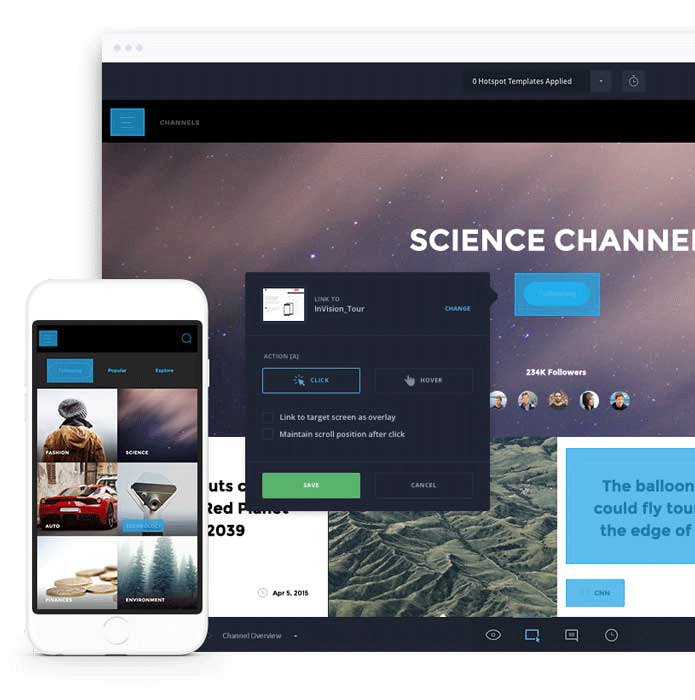 0 Hotspot Templates Applied
CHANNELS
SCIENCE CHANNEL
LINK TO
InVision_Tour
CHANGE
ACTION [A]
CLICK
HOVER
Link to target screen as overlay
Maintain scroll position after click
SAVE
CANCEL
Following
234K Followers
uts c
Red Planet
2039
Apr 5, 2015
The balloon
could fly tou
the edge of
CNN
Channel Overview
Following
Popular
Explore
FASHION
SCIENCE
AUTO
TECHNOLOGY
FINANCES
ENVIRONMENT